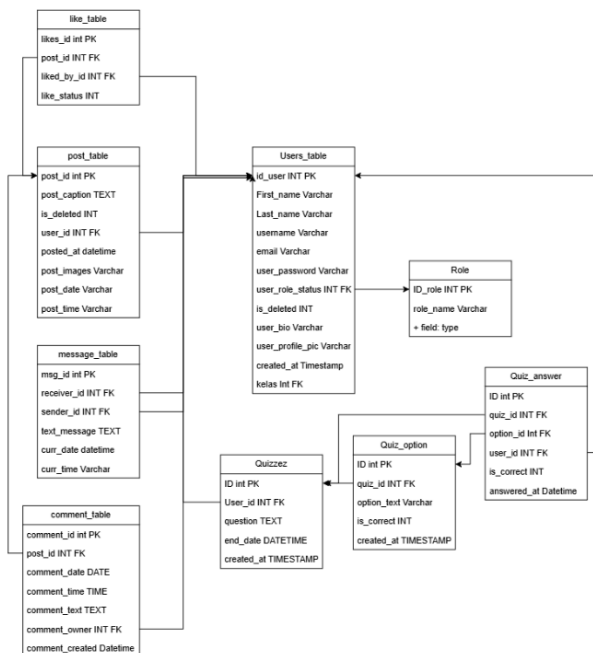 like_table
likes_id int PK
post_id INT FK
liked_by_id INT FK
like_status INT
post_table
post_id int PK
post_caption TEXT
is_deleted INT
user_id INT FK
posted_at datetime
post_images Varchar
post_date Varchar
post_time Varchar
message_table
msg_id int PK
receiver_id INT FK
sender_id INT FK
text_message TEXT
curr_date datetime
curr_time Varchar
comment_table
comment_id int PK
post_id INT FK
comment_date DATE
comment_time TIME
comment_text TEXT
comment_owner INT FK
comment_created Datetime
Users_table
id_user INT PK
First_name Varchar
Last_name Varchar
username Varchar
email Varchar
user_password Varchar
user_role_status INT FK
is_deleted INT
user_bio Varchar
user_profile_pic Varchar
created_at Timestamp
kelas Int FK
Role
ID_role INT PK
role_name Varchar
+ field: type
Quizzez
ID int PK
User_id INT FK
question TEXT
end_date DATETIME
created_at TIMESTAMP
Quiz_option
ID int PK
quiz_id INT FK
option_text Varchar
is_correct INT
created_at TIMESTAMP
Quiz_answer
ID int PK
quiz_id INT FK
option_id Int FK
user_id INT FK
is_correct INT
answered_at Datetime